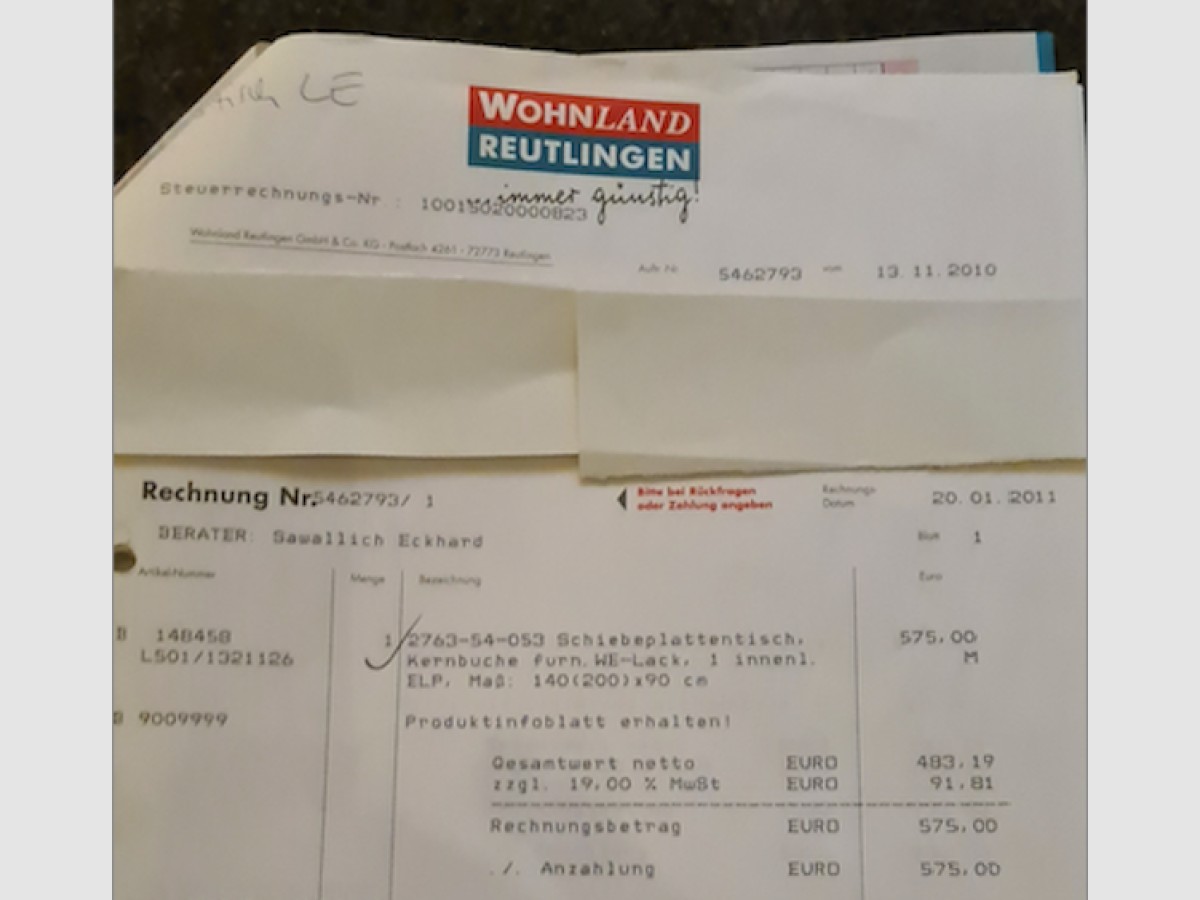 LE
WOHNLAND
REUTLINGEN
...immer günstig!
Steuerrechnungs-Nr : 10015020000823
Wohnland Reutlingen GmbH & Co. KG - Postfach 4261 - 72773 Reutlingen
Auftr.-Nr. 5462793 vom 13.11.2010
Rechnung Nr. 5462793/ 1
Bitte bei Rückfragen
oder Zahlung angeben
Rechnungs-
Datum
20.01.2011
BERATER: Sawallich Eckhard
Blatt 1
Artikel-Nummer Menge Bezeichnung Euro
B 148458 1 2763-54-053 Schiebeplattentisch, 575,00
L501/1321126 Kernbuche furn.WE-Lack, 1 innenl. M
ELP, Maß: 140(200)x90 cm
B 9009999 Produktinfoblatt erhalten!
Gesamtwert netto EURO 483,19
zzgl. 19,00 % MwSt EURO 91,81
Rechnungsbetrag EURO 575,00
./. Anzahlung EURO 575,00